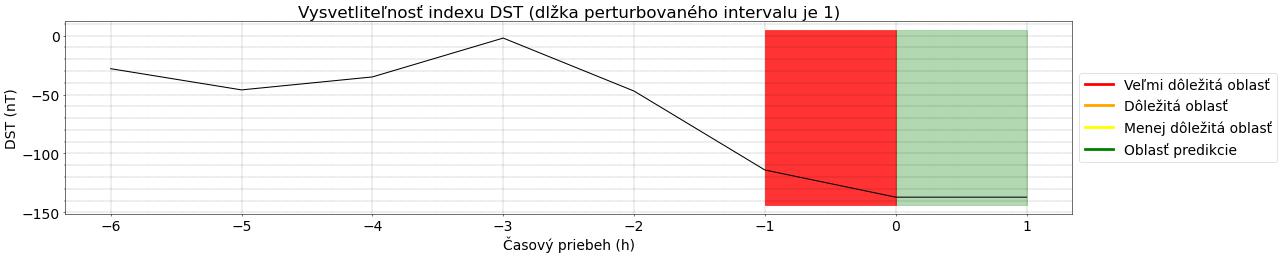 Vysvetliteľnosť indexu DST (dĺžka perturbovaného intervalu je 1)
DST (nT)
0
−50
−100
−150
−6
−5
−4
−3
−2
−1
0
1
Časový priebeh (h)
Veľmi dôležitá oblasť
Dôležitá oblasť
Menej dôležitá oblasť
Oblasť predikcie